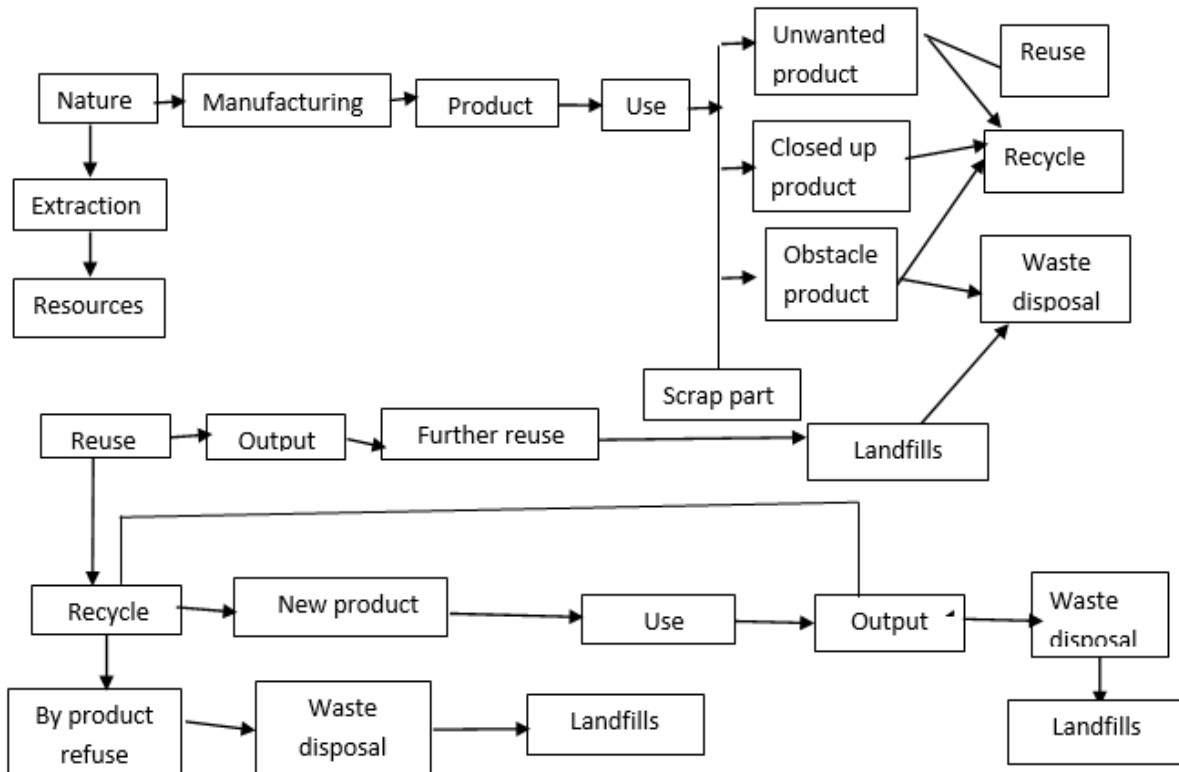 Unwanted
product
Reuse
Nature
Manufacturing
Product
Use
Closed up
product
Recycle
Extraction
Obstacle
product
Waste
disposal
Resources
Scrap part
Reuse
Output
Further reuse
Landfills
Recycle
New product
Use
Output
Waste
disposal
By product
refuse
Waste
disposal
Landfills
Landfills